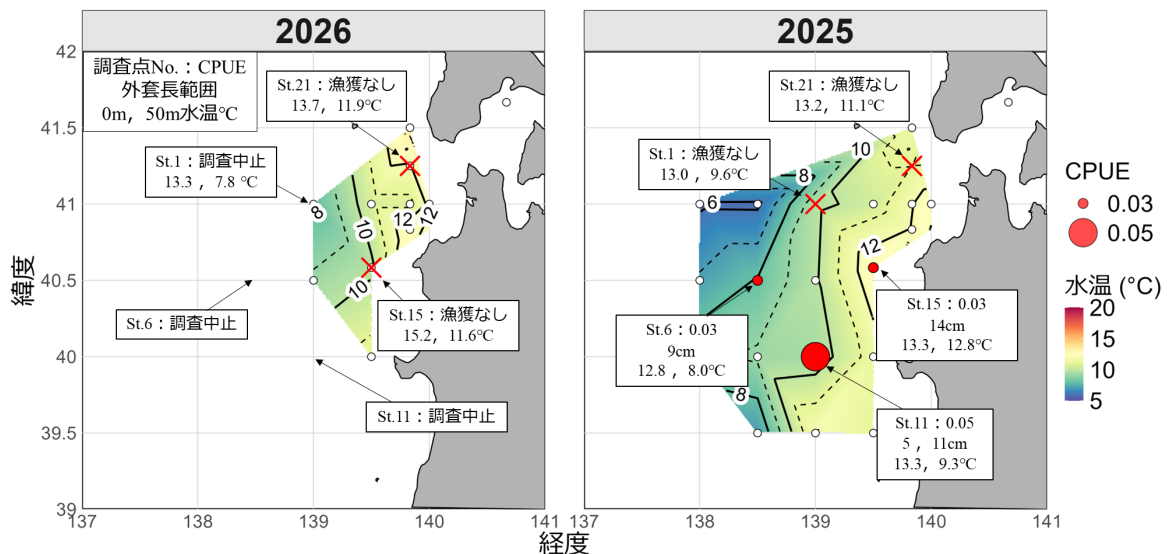 2026
2025
調査点No.：CPUE
外套長範囲
0m，50m水温℃
St.21：漁獲なし
13.7，11.9℃
St.1：調査中止
13.3 ，7.8 ℃
St.6：調査中止
St.15：漁獲なし
15.2，11.6℃
St.11：調査中止
8
10
12
12
10
St.21：漁獲なし
13.2，11.1℃
St.1：漁獲なし
13.0 ，9.6℃
St.6：0.03
9cm
12.8 ，8.0℃
St.15：0.03
14cm
13.3，12.8℃
St.11：0.05
5 ，11cm
13.3，9.3℃
10
8
6
12
8
42
41.5
41
40.5
40
39.5
39
緯度
137
138
139
140
141
137
138
139
140
141
経度
CPUE
0.03
0.05
水温 (°C)
20
15
10
5